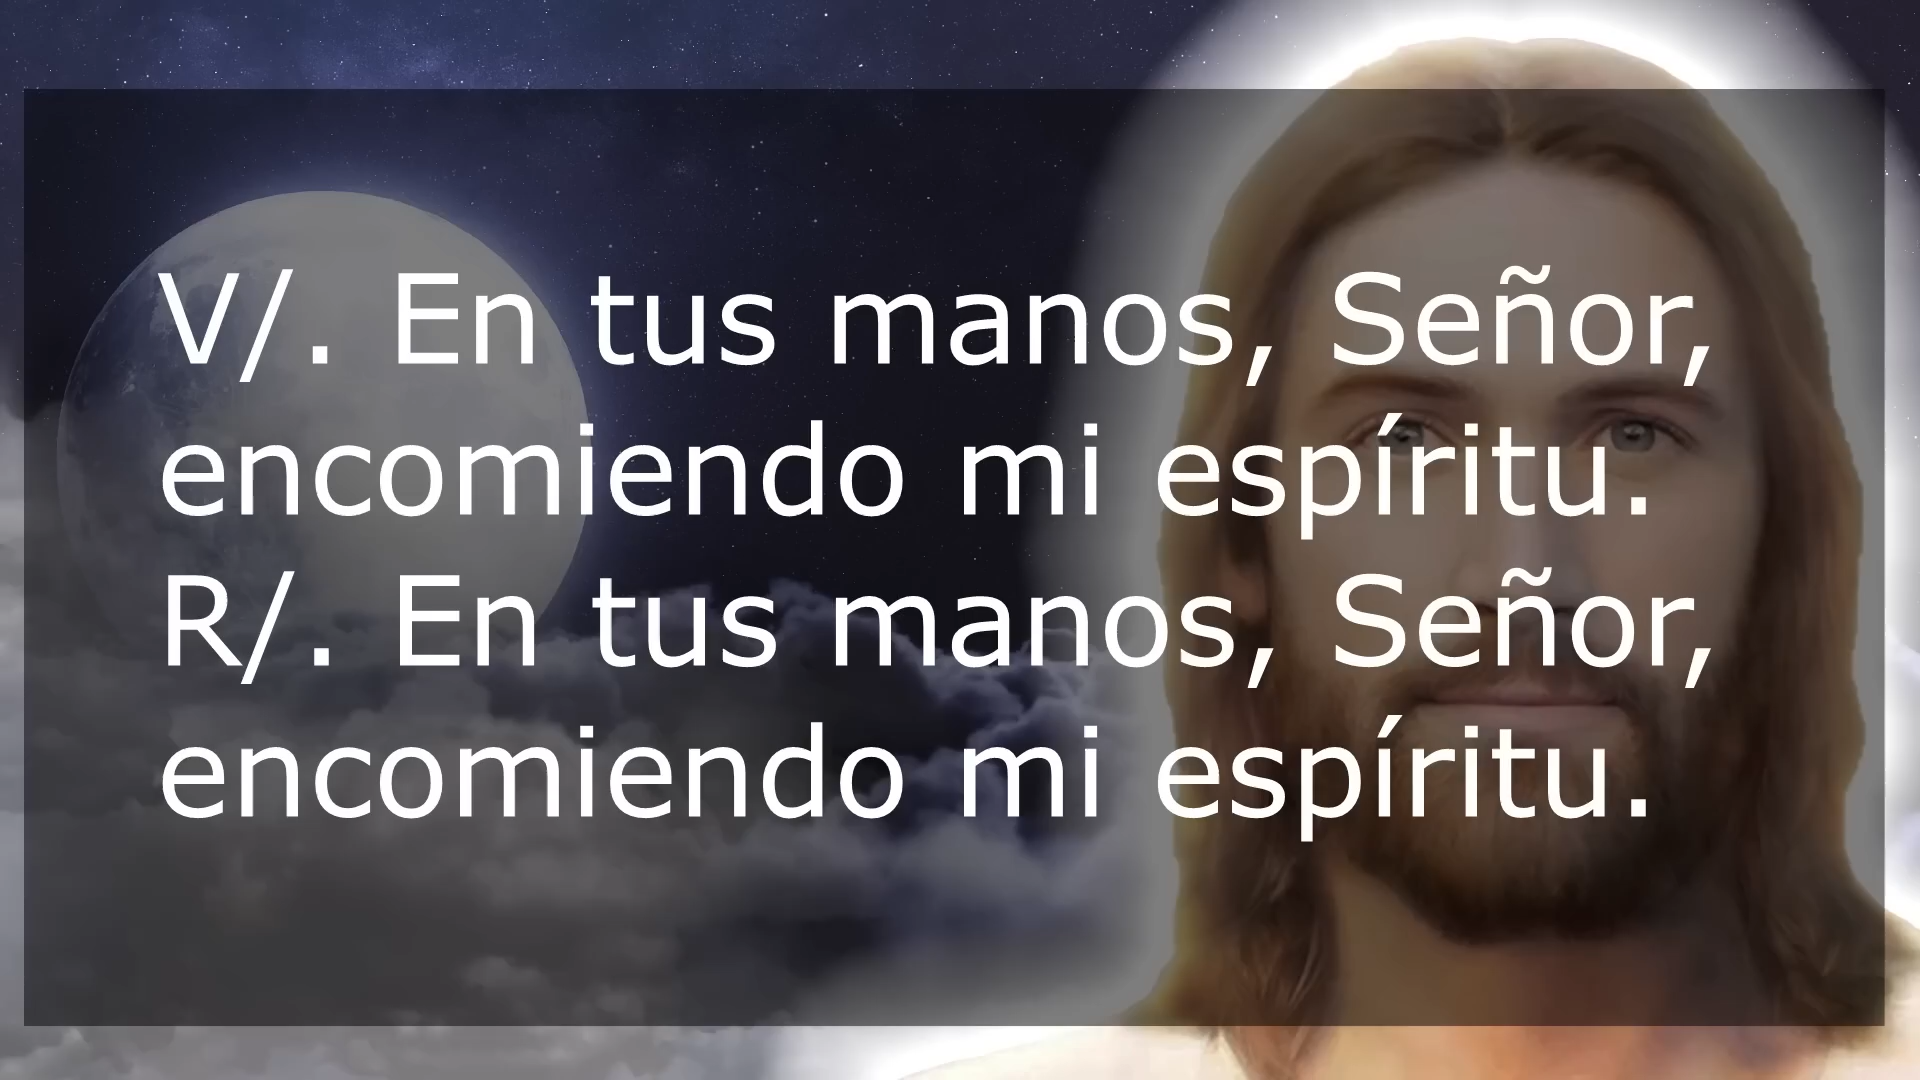 V/. En tus manos, Señor,
encomiendo mi espíritu.
R/. En tus manos, Señor,
encomiendo mi espíritu.